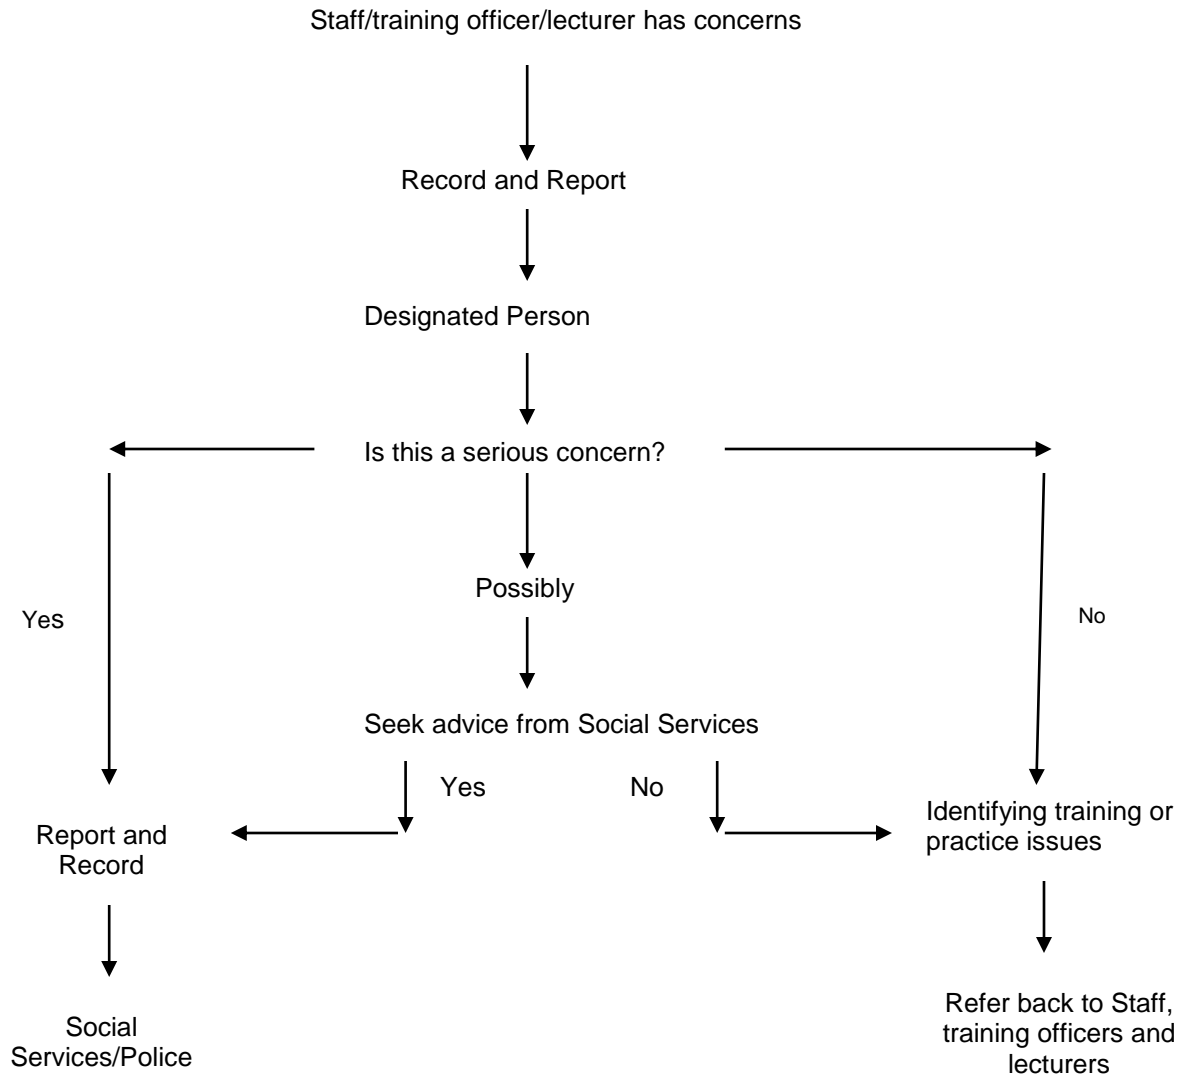 Staff/training officer/lecturer has concerns
Record and Report
Designated Person
Is this a serious concern?
Possibly
Yes
No
Seek advice from Social Services
Yes
No
Report and
Record
Identifying training or
practice issues
Social
Services/Police
Refer back to Staff,
training officers and
lecturers